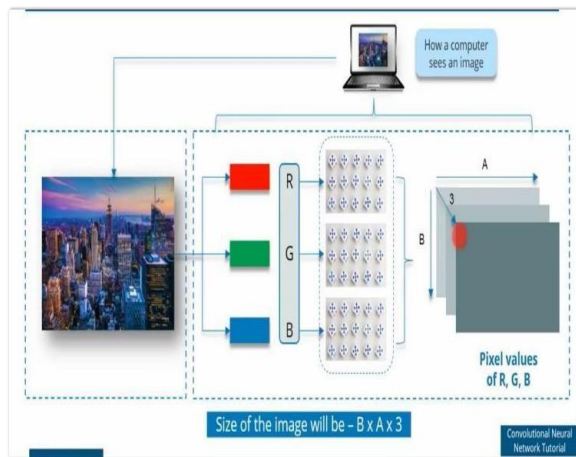 How a computer
sees an image
R
G
B
A
B
3
Pixel values
of R, G, B
Size of the image will be – B x A x 3
Convolutional Neural
Network Tutorial